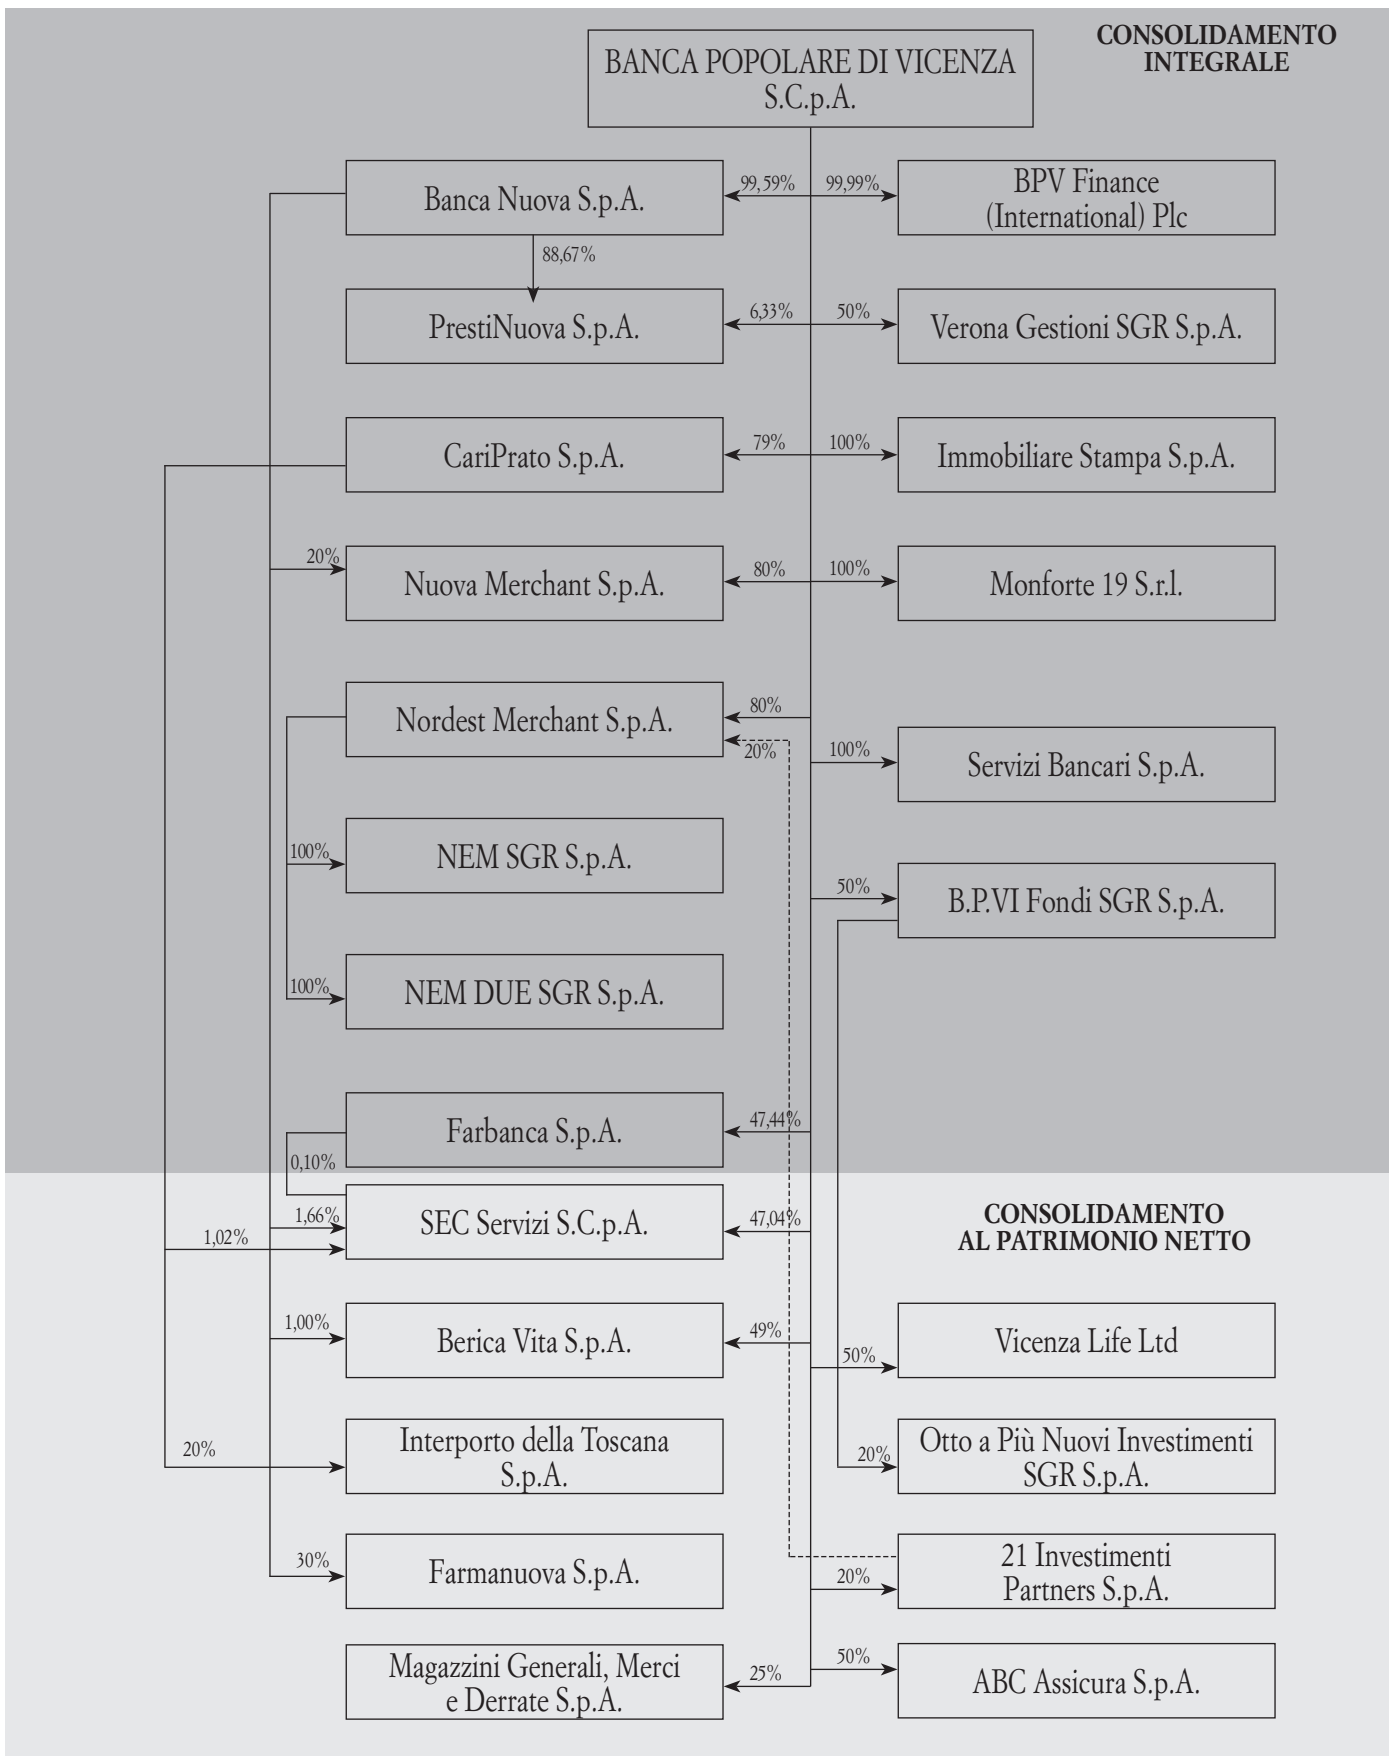 CONSOLIDAMENTO
INTEGRALE
BANCA POPOLARE DI VICENZA
S.C.p.A.
Banca Nuova S.p.A.
99,59%
99,99%
BPV Finance
(International) Plc
88,67%
PrestiNuova S.p.A.
6,33%
50%
Verona Gestioni SGR S.p.A.
CariPrato S.p.A.
79%
100%
Immobiliare Stampa S.p.A.
20%
Nuova Merchant S.p.A.
80%
100%
Monforte 19 S.r.l.
Nordest Merchant S.p.A.
80%
20%
100%
Servizi Bancari S.p.A.
100%
NEM SGR S.p.A.
50%
B.P.VI Fondi SGR S.p.A.
100%
NEM DUE SGR S.p.A.
Farbanca S.p.A.
47,44%
0,10%
1,66%
1,02%
SEC Servizi S.C.p.A.
47,04%
CONSOLIDAMENTO
AL PATRIMONIO NETTO
1,00%
Berica Vita S.p.A.
49%
50%
Vicenza Life Ltd
20%
Interporto della Toscana
S.p.A.
20%
Otto a Più Nuovi Investimenti
SGR S.p.A.
30%
Farmanuova S.p.A.
20%
21 Investimenti
Partners S.p.A.
Magazzini Generali, Merci
e Derrate S.p.A.
25%
50%
ABC Assicura S.p.A.